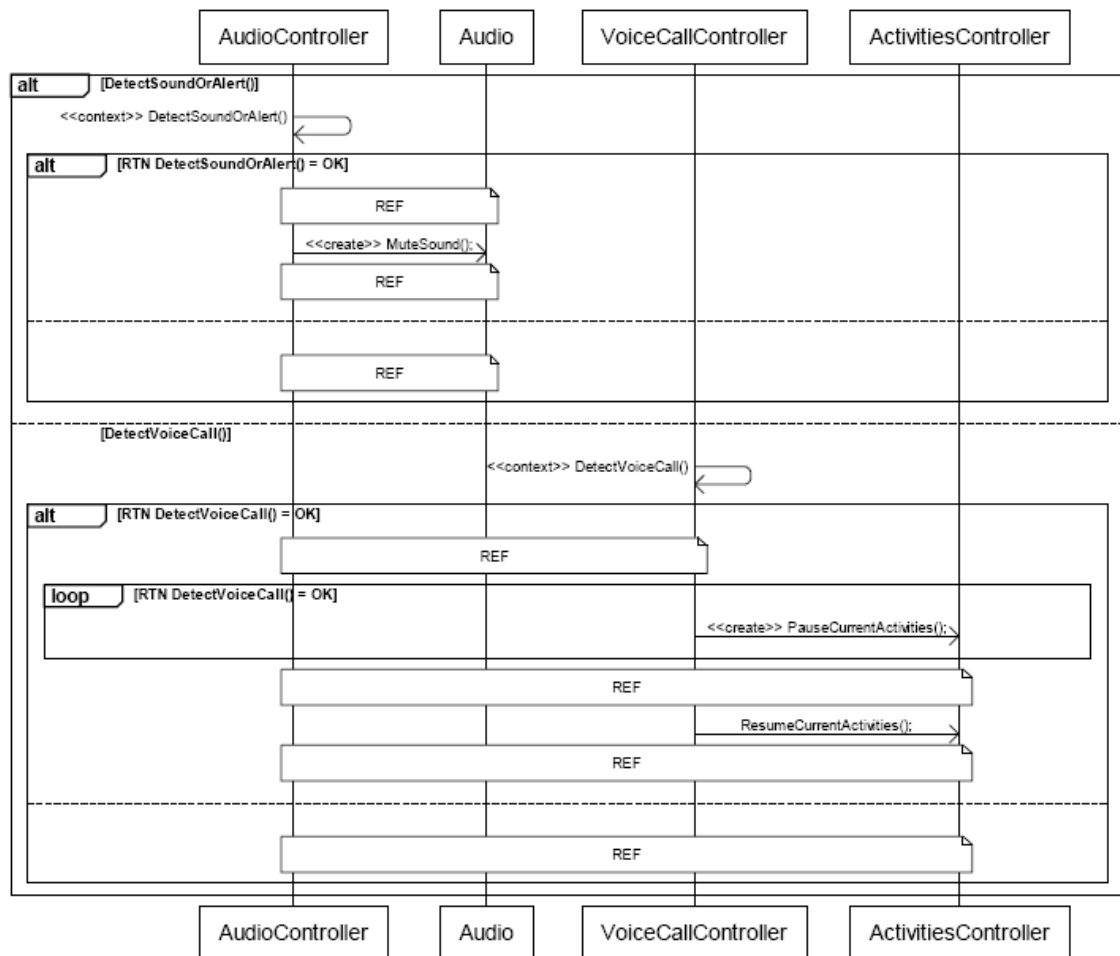 AudioController Audio VoiceCallController ActivitiesController
alt [DetectSoundOrAlert()]
<<context>> DetectSoundOrAlert()
alt [RTN DetectSoundOrAlert() = OK]
REF
<<create>> MuteSound();
REF
REF
[DetectVoiceCall()]
<<context>> DetectVoiceCall()
alt [RTN DetectVoiceCall() = OK]
REF
loop [RTN DetectVoiceCall() = OK]
<<create>> PauseCurrentActivities();
REF
ResumeCurrentActivities();
REF
REF
AudioController Audio VoiceCallController ActivitiesController